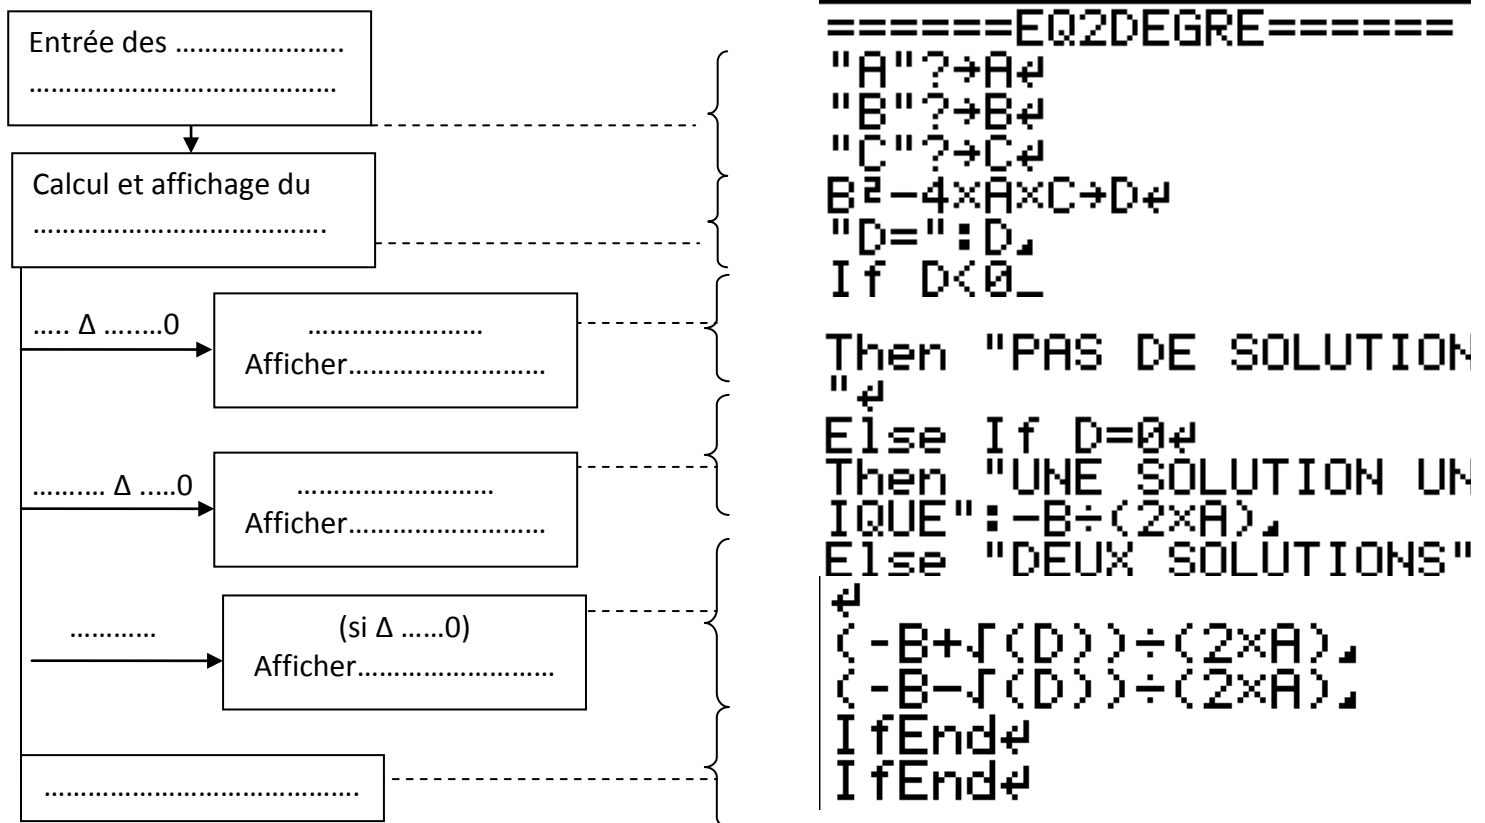 Entrée des ........................
............................................
Calcul et affichage du
..........................................
..... Δ ........0
.........................
Afficher............................
.......... Δ .....0
............................
Afficher............................
............
(si Δ ......0)
Afficher............................
.............................................
======EQ2DEGRE======
"A"?→A↵
"B"?→B↵
"C"?→C↵
B²−4×A×C→D↵
"D=":D◢
If D<0_
Then "PAS DE SOLUTION
"↵
Else If D=0↵
Then "UNE SOLUTION UN
IQUE":−B÷(2×A)◢
Else "DEUX SOLUTIONS"
↵
(-B+√(D))÷(2×A)◢
(-B−√(D))÷(2×A)◢
IfEnd↵
IfEnd↵